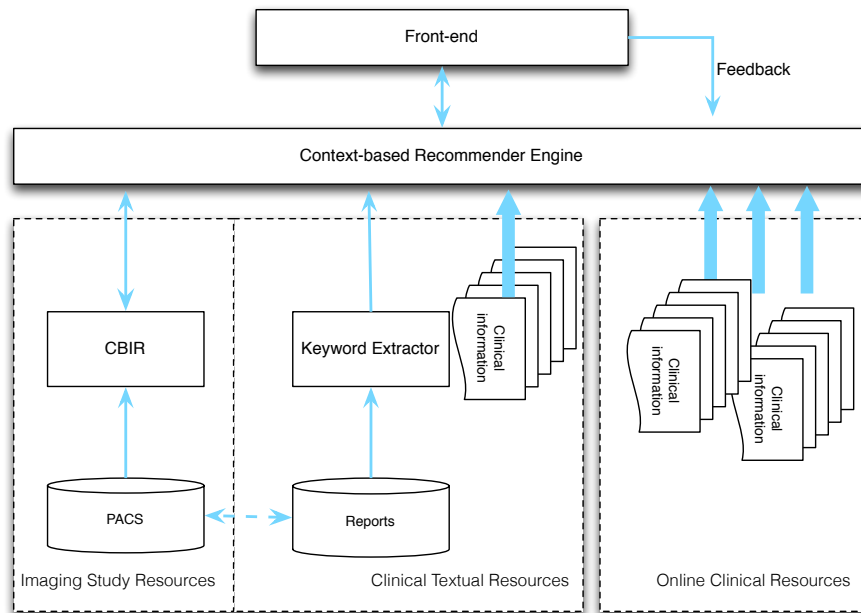 Front-end
Feedback
Context-based Recommender Engine
CBIR
Keyword Extractor
Clinical
information
Clinical
information
Clinical
information
PACS
Reports
Imaging Study Resources
Clinical Textual Resources
Online Clinical Resources